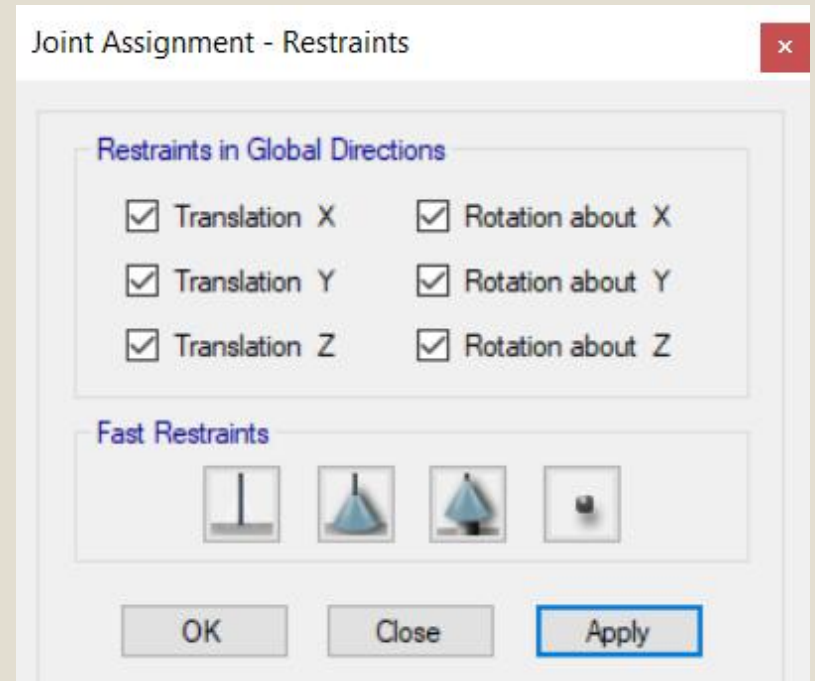 Joint Assignment - Restraints
Restraints in Global Directions
Translation X Rotation about X
Translation Y Rotation about Y
Translation Z Rotation about Z
Fast Restraints
OK Close Apply